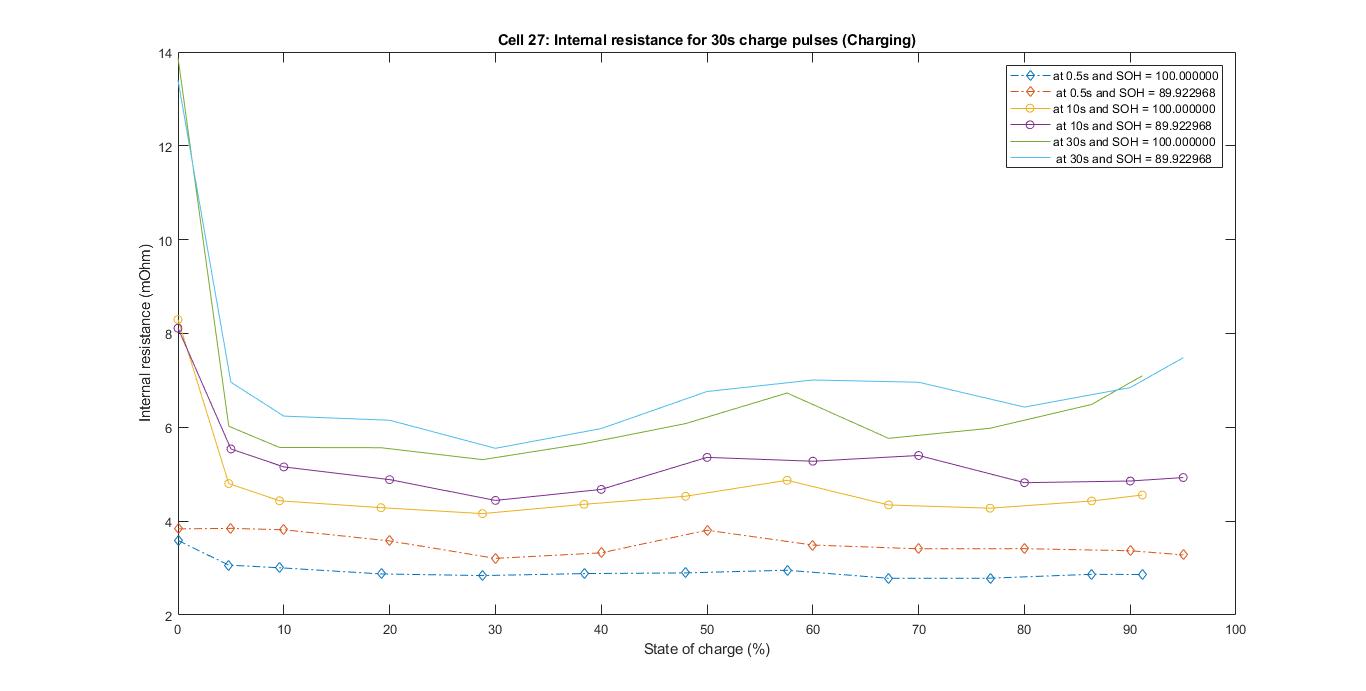 Cell 27: Internal resistance for 30s charge pulses (Charging)
14
12
10
8
6
4
2
Internal resistance (mOhm)
at 0.5s and SOH = 100.000000
at 0.5s and SOH = 89.922968
at 10s and SOH = 100.000000
at 10s and SOH = 89.922968
at 30s and SOH = 100.000000
at 30s and SOH = 89.922968
0 10 20 30 40 50 60 70 80 90 100
State of charge (%)